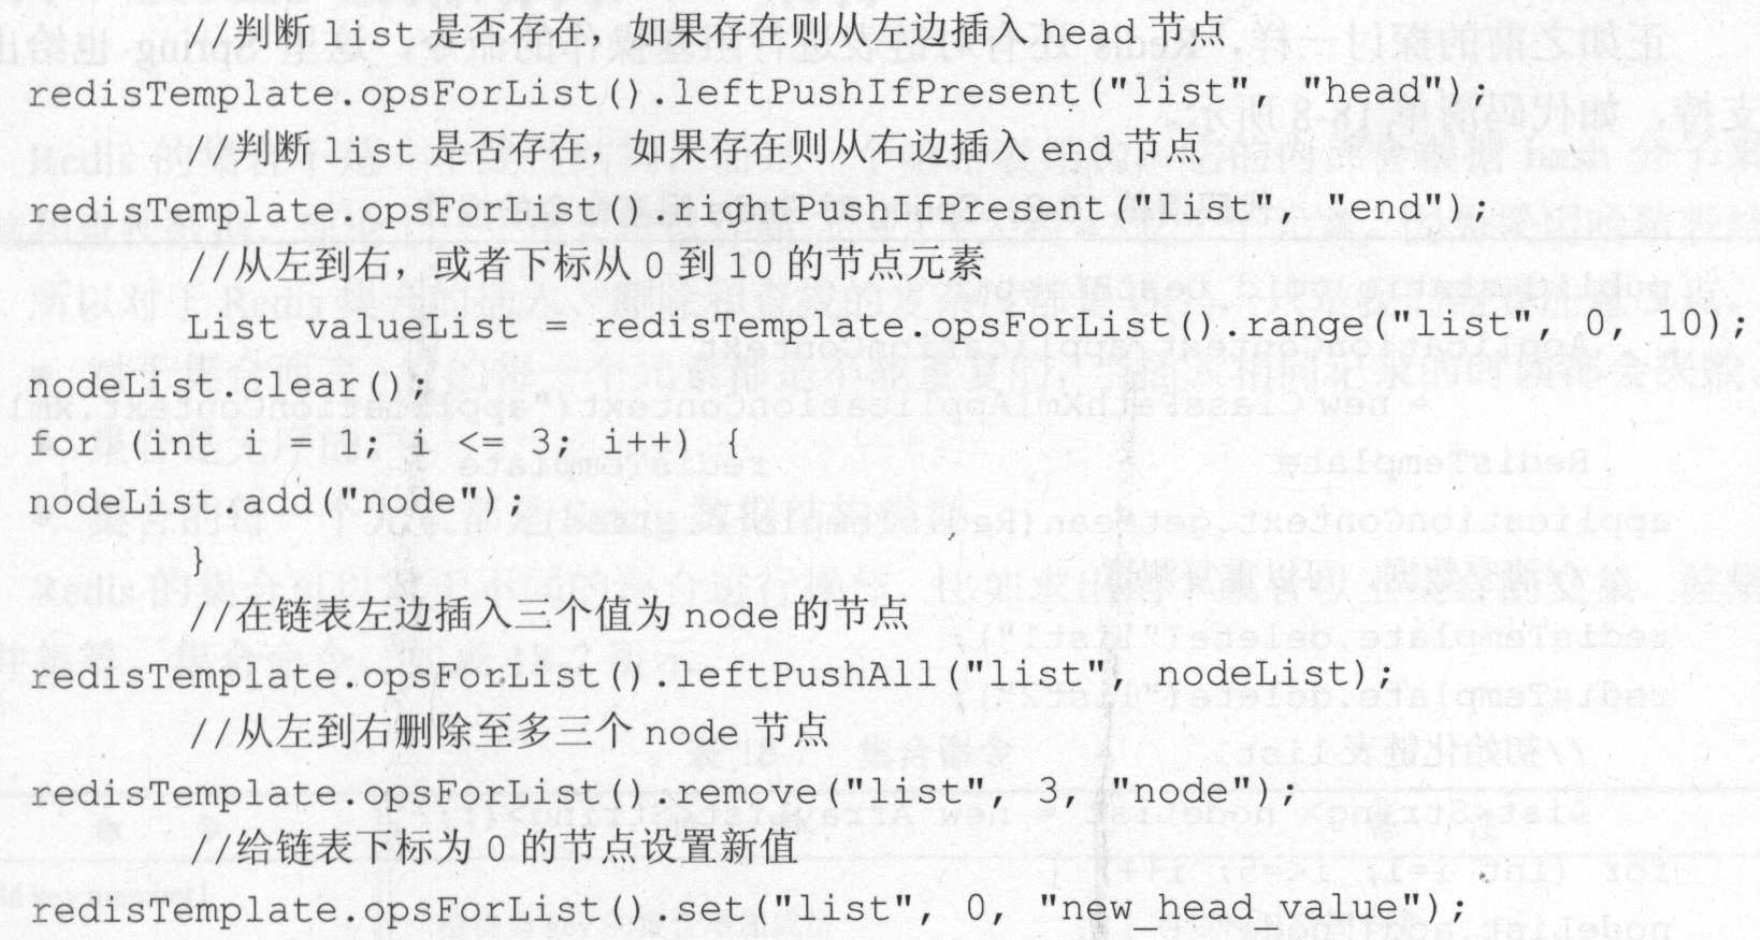 //判断 list 是否存在，如果存在则从左边插入 head 节点
redisTemplate.opsForList().leftPushIfPresent("list", "head");
//判断 list 是否存在，如果存在则从右边插入 end 节点
redisTemplate.opsForList().rightPushIfPresent("list", "end");
//从左到右，或者下标从 0 到 10 的节点元素
List valueList = redisTemplate.opsForList().range("list", 0, 10);
nodeList.clear();
for (int i = 1; i <= 3; i++) {
nodeList.add("node");
}
//在链表左边插入三个值为 node 的节点
redisTemplate.opsForList().leftPushAll("list", nodeList);
//从左到右删除至多三个 node 节点
redisTemplate.opsForList().remove("list", 3, "node");
//给链表下标为 0 的节点设置新值
redisTemplate.opsForList().set("list", 0, "new_head_value");